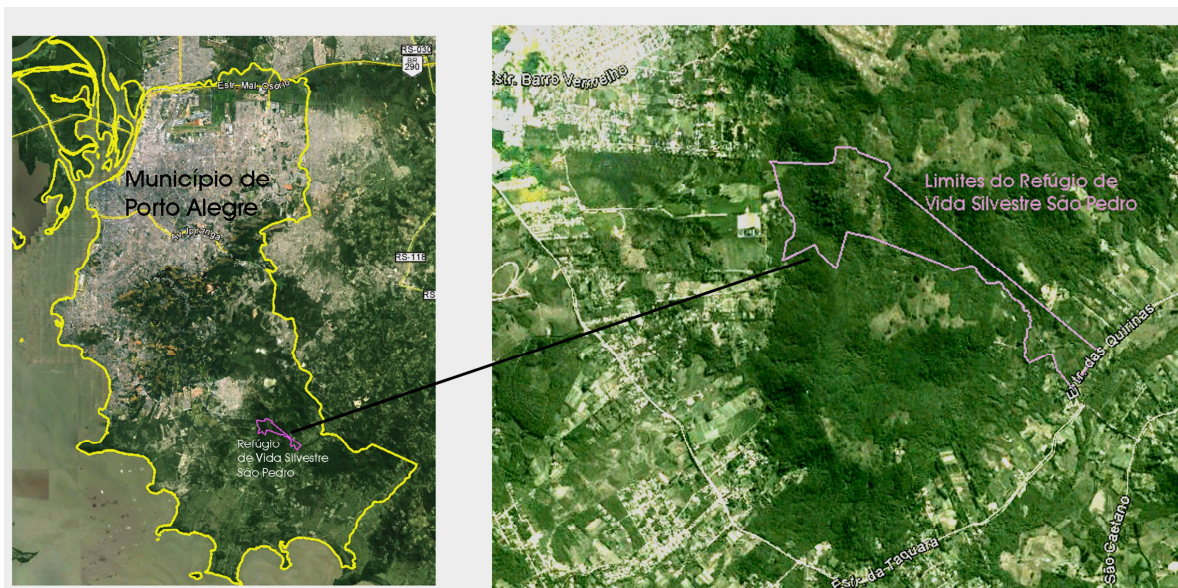 RS-030
BR
290
Estr. Mal. Osório
Município de
Porto Alegre
Av. Ipiranga
RS-118
RS
Refúgio
de Vida Silvestre
São Pedro
Estr. Barro Vermelho
Limites do Refúgio de
Vida Silvestre São Pedro
Estr. das Quirinas
Estr. da Taquara
São Caetano